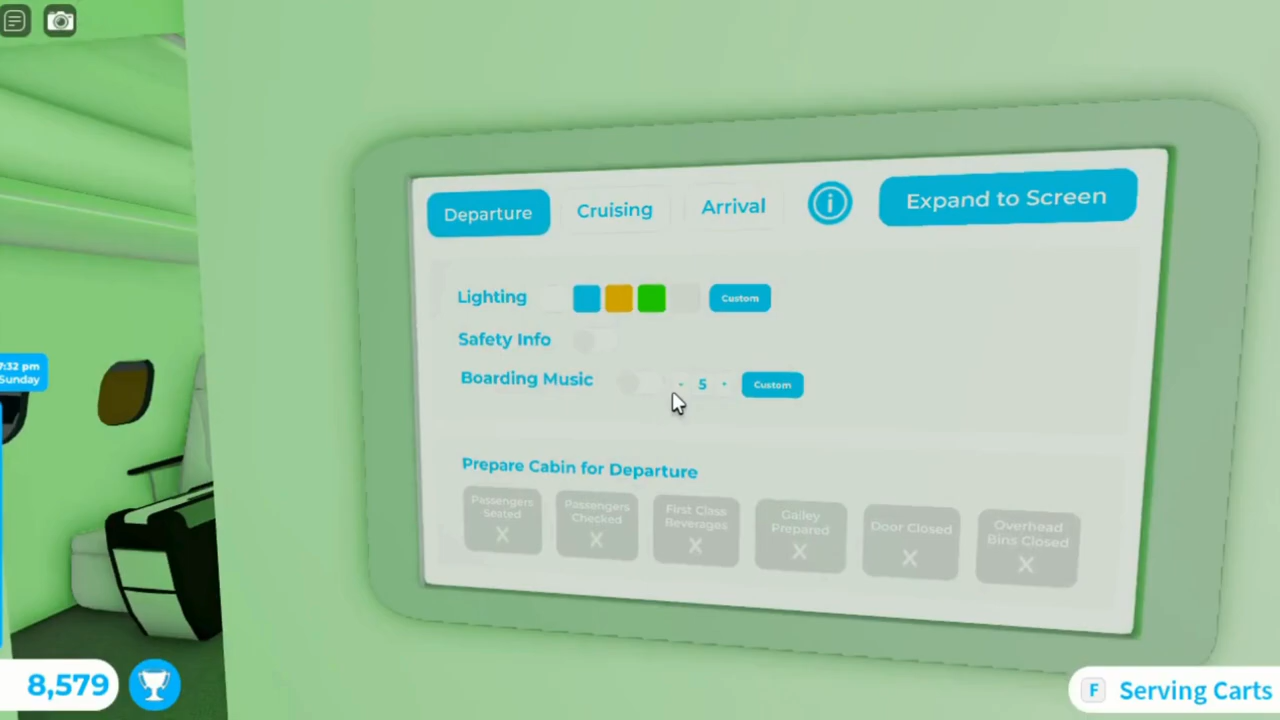 Departure Cruising Arrival i Expand to Screen
Lighting Custom
Safety Info
Boarding Music - 5 Custom
7:32 pm
Sunday
Prepare Cabin for Departure
Passengers
Seated
X
Passengers
Checked
X
First Class
Beverages
X
Galley
Prepared
X
Door Closed
X
Overhead
Bins Closed
X
8,579
F Serving Carts